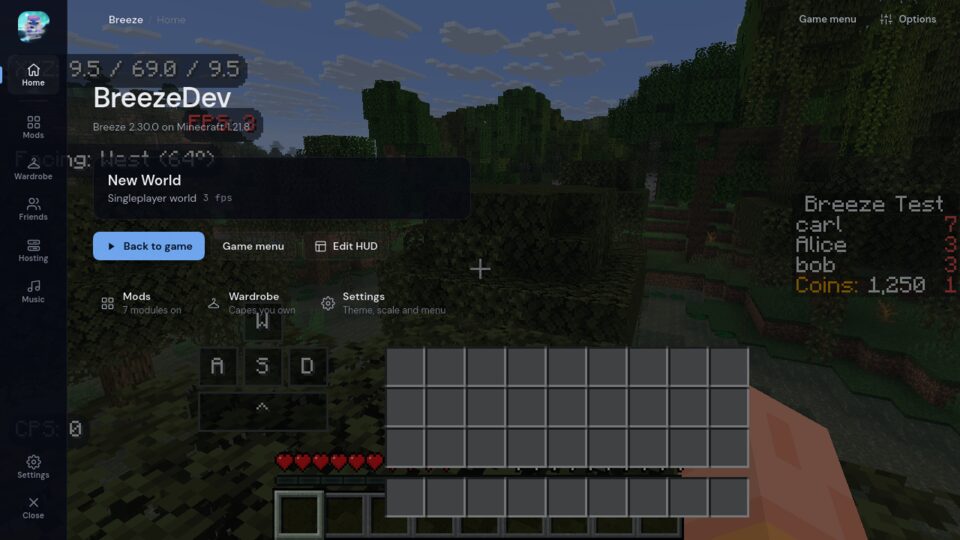 Breeze / Home
Game menu
Options
XYZ: 9.5 / 69.0 / 9.5
Home
BreezeDev
Breeze 2.30.0 on Minecraft 1.21.8
FPS: 3
Mods
Facing: West (64°)
Wardrobe
New World
Singleplayer world 3 fps
Friends
Hosting
Music
Back to game
Game menu
Edit HUD
Mods
7 modules on
Wardrobe
Capes you own
Settings
Theme, scale and menu
Breeze Test
carl 7
Alice 3
bob 3
Coins: 1,250 1
W
A S D
^
CPS: 0
Settings
Close